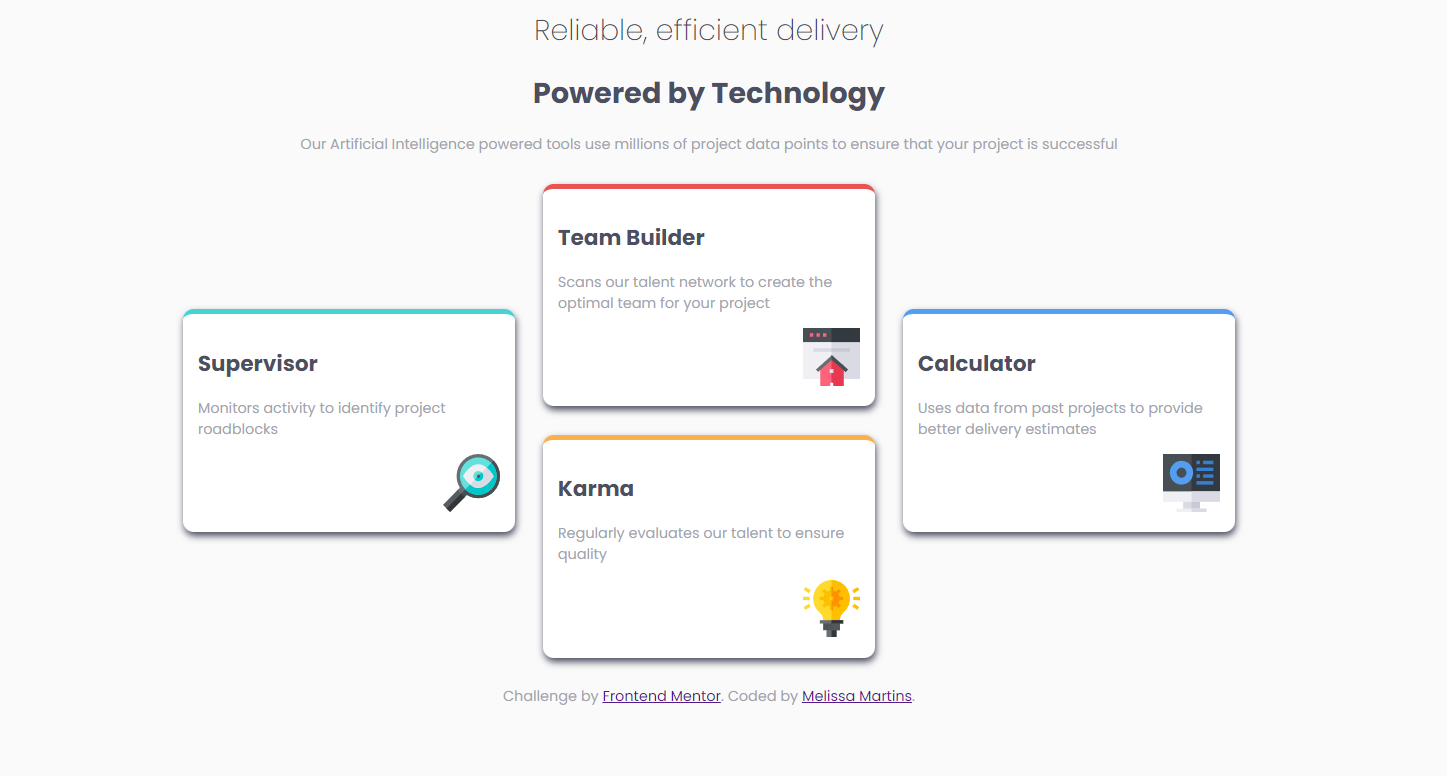 Reliable, efficient delivery
Powered by Technology
Our Artificial Intelligence powered tools use millions of project data points to ensure that your project is successful
Supervisor
Monitors activity to identify project
roadblocks
Team Builder
Scans our talent network to create the
optimal team for your project
Karma
Regularly evaluates our talent to ensure
quality
Calculator
Uses data from past projects to provide
better delivery estimates
Challenge by Frontend Mentor. Coded by Melissa Martins.